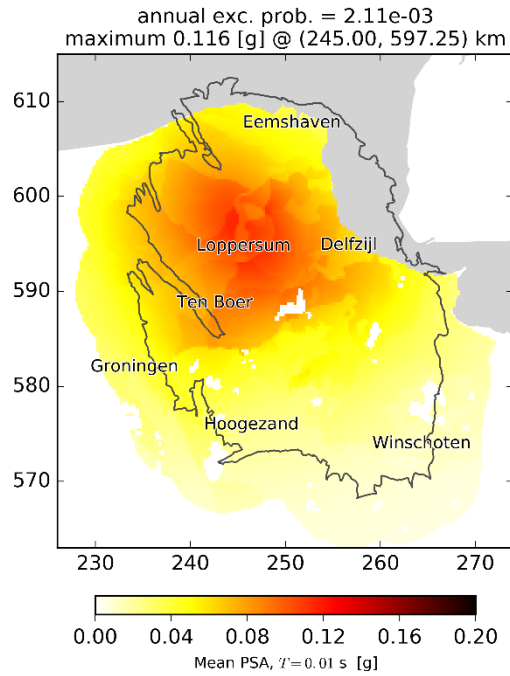 annual exc. prob. = 2.11e-03
maximum 0.116 [g] @ (245.00, 597.25) km
610
Eemshaven
600
Loppersum Delfzijl
590
Ten Boer
Groningen
580
Hoogezand
Winschoten
570
230 240 250 260 270
0.00 0.04 0.08 0.12 0.16 0.20
Mean PSA, T=0.01 s [g]